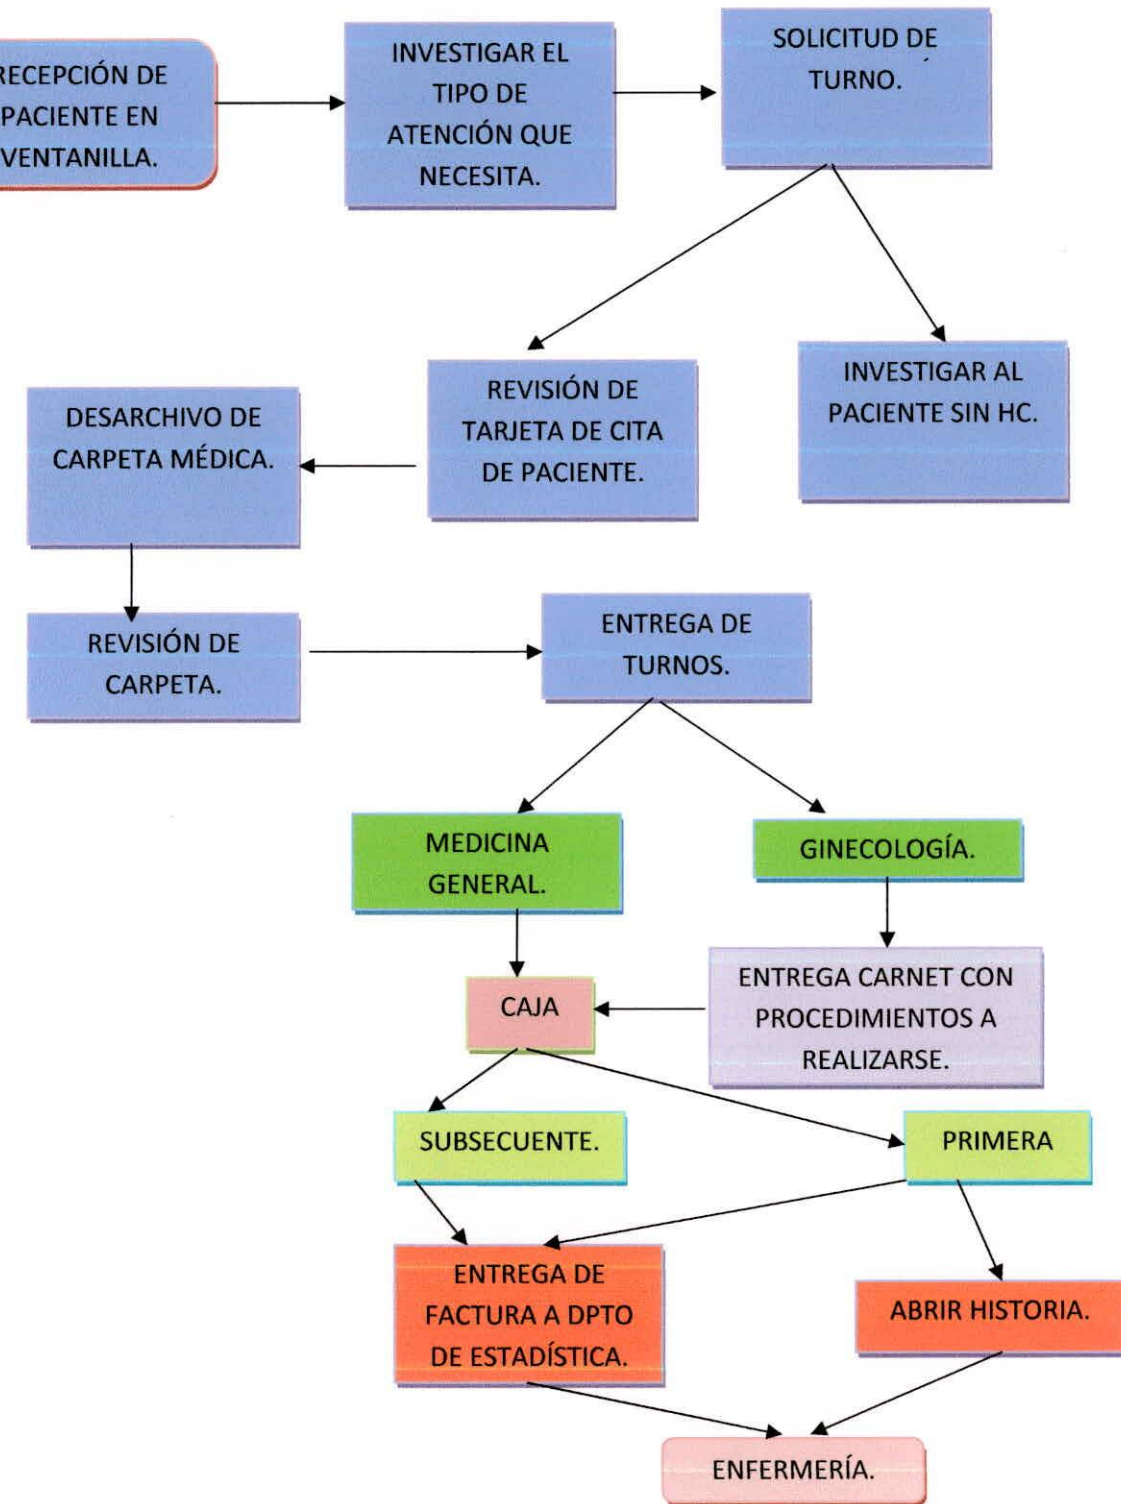 RECEPCIÓN DE
PACIENTE EN
VENTANILLA.
INVESTIGAR EL
TIPO DE
ATENCIÓN QUE
NECESITA.
SOLICITUD DE
TURNO.
REVISIÓN DE
TARJETA DE CITA
DE PACIENTE.
INVESTIGAR AL
PACIENTE SIN HC.
DESARCHIVO DE
CARPETA MÉDICA.
REVISIÓN DE
CARPETA.
ENTREGA DE
TURNOS.
MEDICINA
GENERAL.
GINECOLOGÍA.
CAJA
ENTREGA CARNET CON
PROCEDIMIENTOS A
REALIZARSE.
SUBSECUENTE.
PRIMERA
ENTREGA DE
FACTURA A DPTO
DE ESTADÍSTICA.
ABRIR HISTORIA.
ENFERMERÍA.